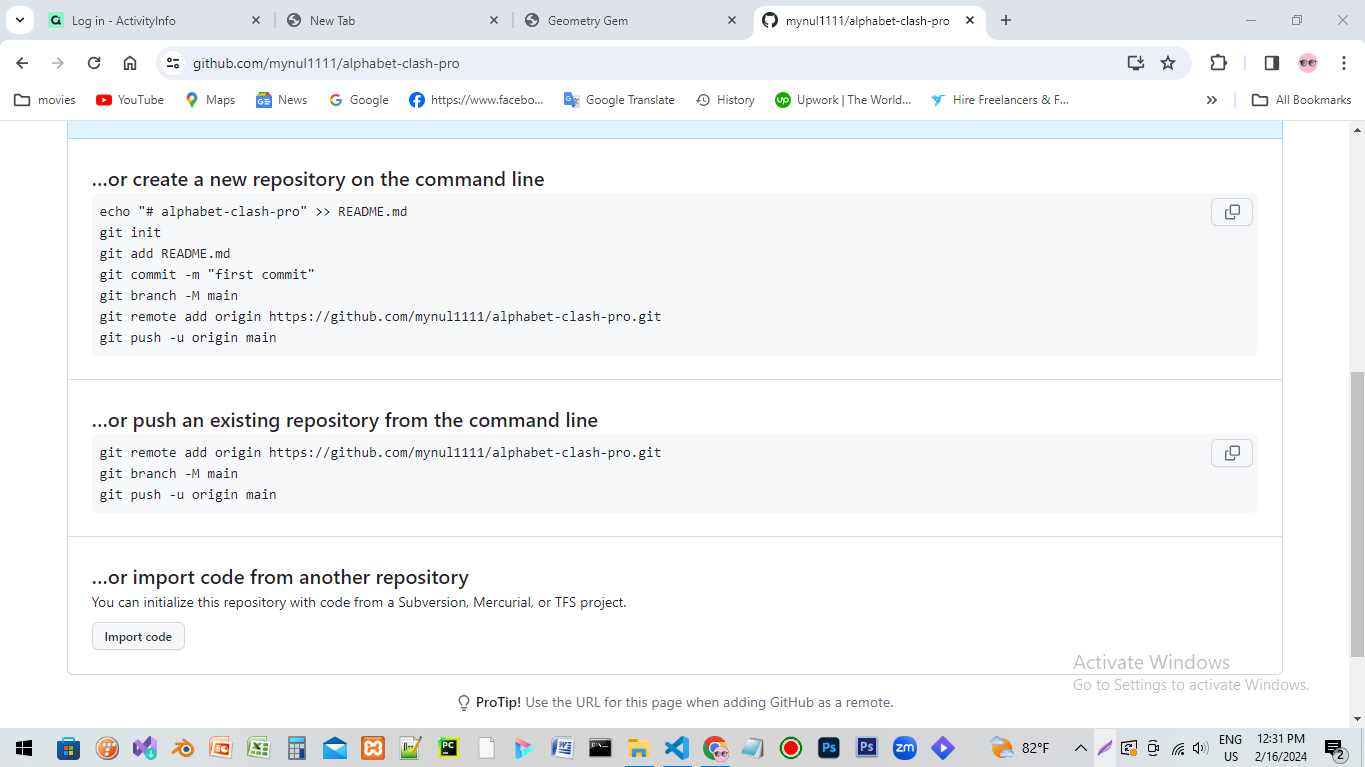 Log in - ActivityInfo
New Tab
Geometry Gem
mynul1111/alphabet-clash-pro
github.com/mynul1111/alphabet-clash-pro
movies
YouTube
Maps
News
Google
https://www.facebo...
Google Translate
History
Upwork | The World...
Hire Freelancers & F...
All Bookmarks
...or create a new repository on the command line
echo "# alphabet-clash-pro" >> README.md
git init
git add README.md
git commit -m "first commit"
git branch -M main
git remote add origin https://github.com/mynul1111/alphabet-clash-pro.git
git push -u origin main
...or push an existing repository from the command line
git remote add origin https://github.com/mynul1111/alphabet-clash-pro.git
git branch -M main
git push -u origin main
...or import code from another repository
You can initialize this repository with code from a Subversion, Mercurial, or TFS project.
Import code
Activate Windows
Go to Settings to activate Windows.
ProTip! Use the URL for this page when adding GitHub as a remote.
82°F
ENG
US
12:31 PM
2/16/2024
2